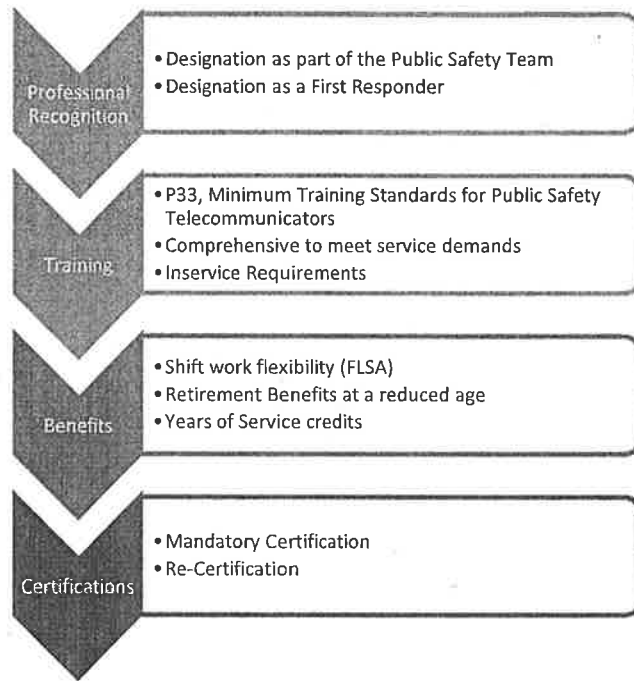 Professional
Recognition
• Designation as part of the Public Safety Team
• Designation as a First Responder
Training
• P33, Minimum Training Standards for Public Safety
Telecommunicators
• Comprehensive to meet service demands
• Inservice Requirements
Benefits
• Shift work flexibility (FLSA)
• Retirement Benefits at a reduced age
• Years of Service credits
Certifications
• Mandatory Certification
• Re-Certification